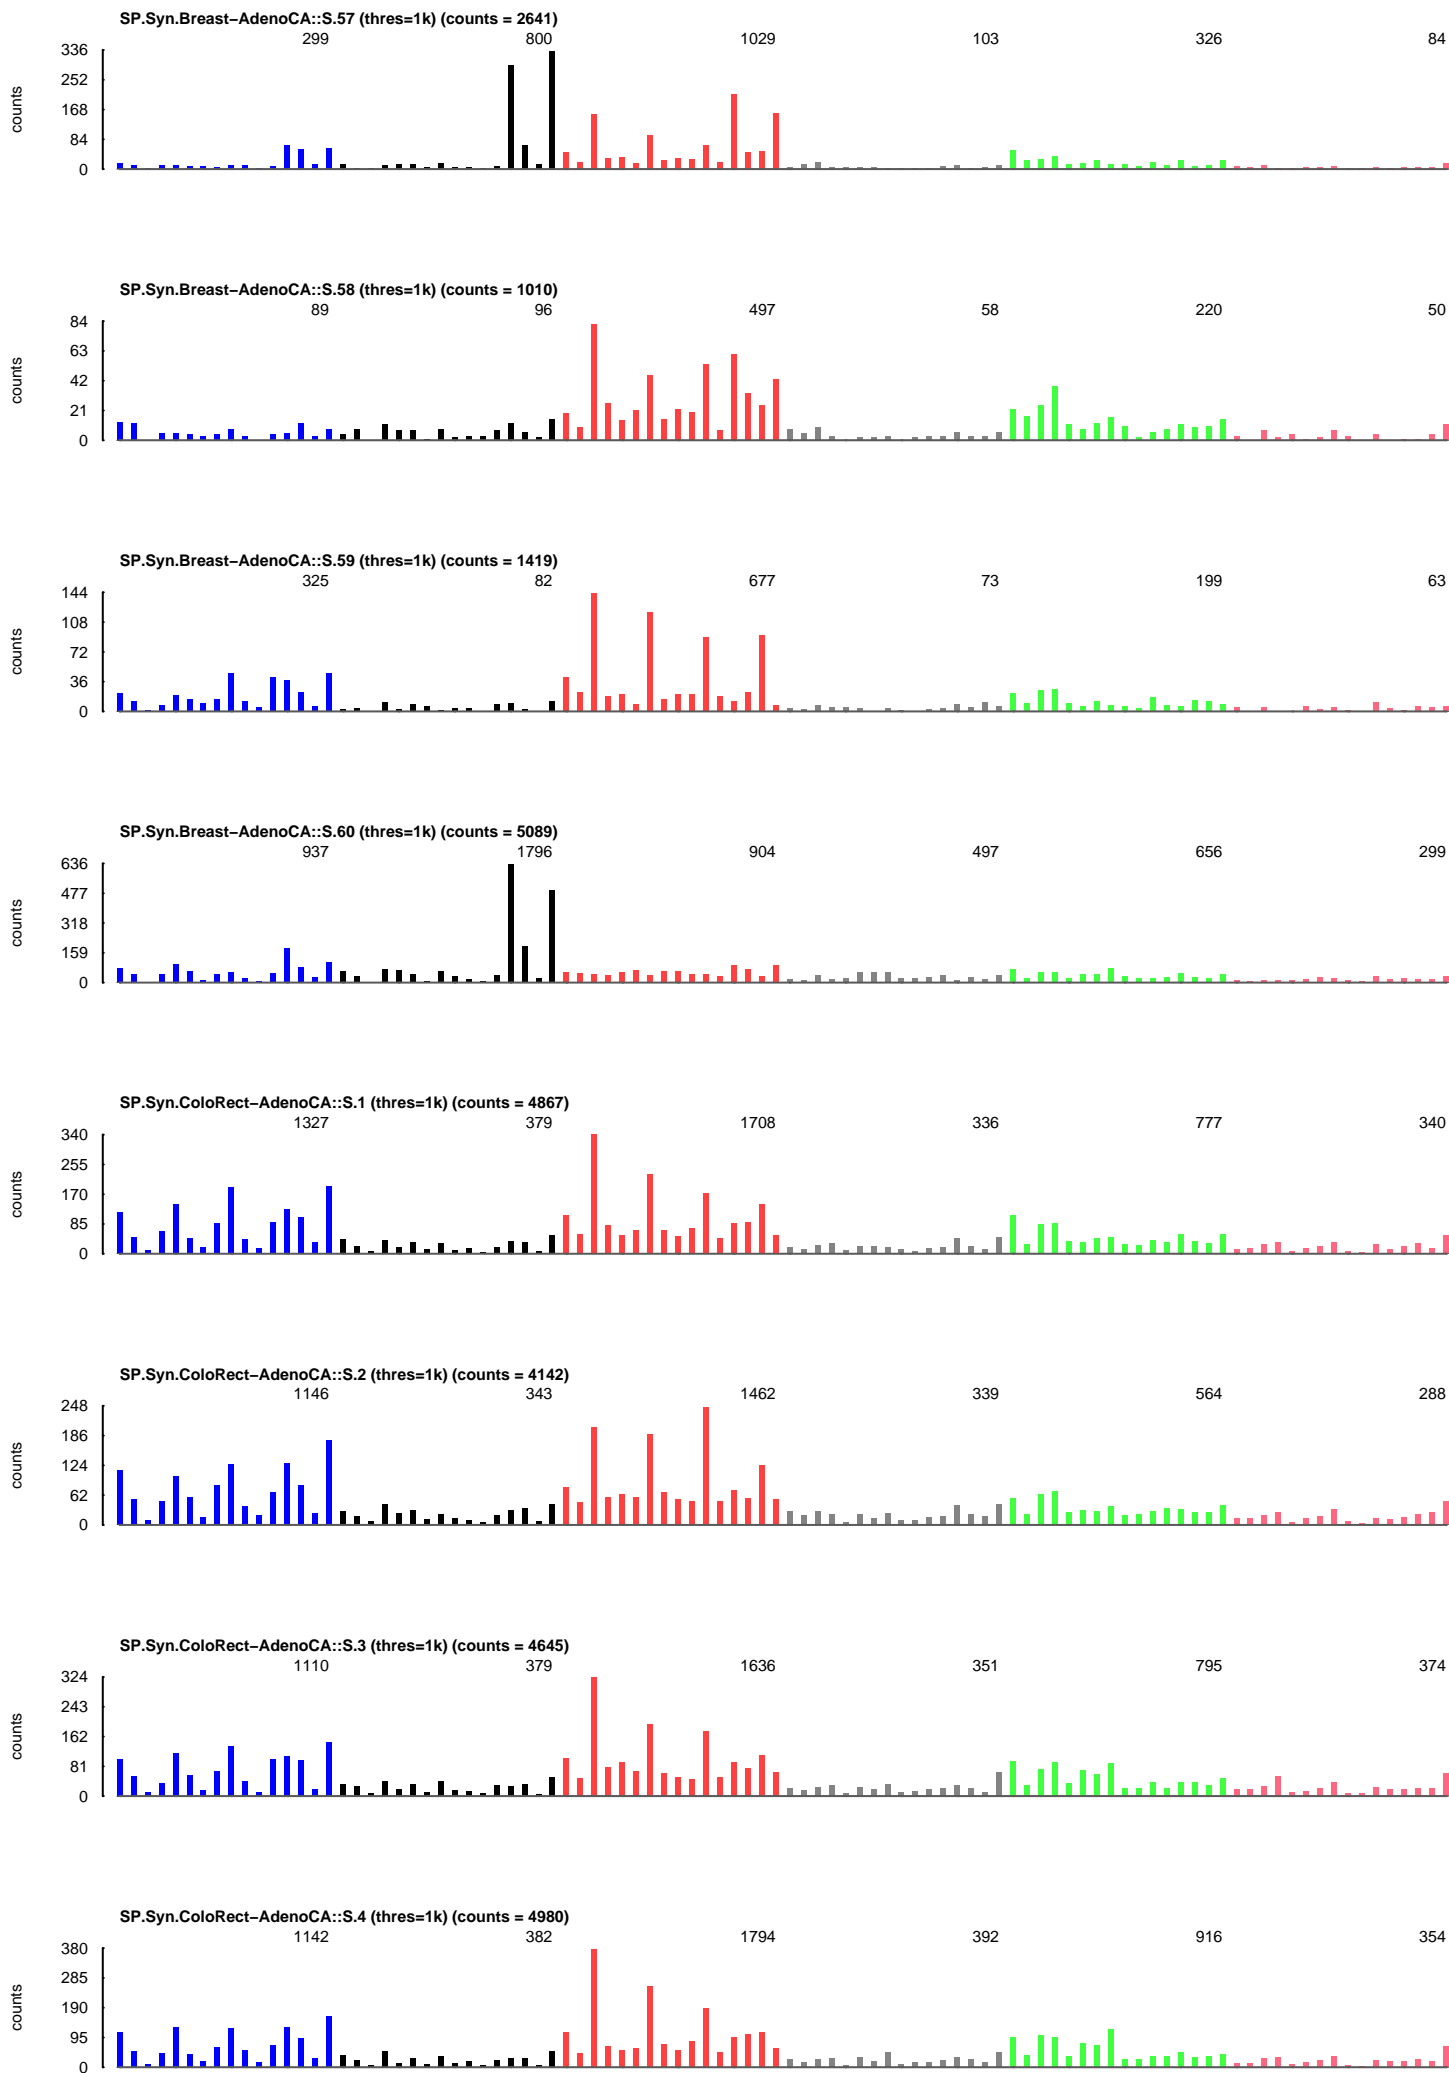 SP.Syn.Breast−AdenoCA::S.57 (thres=1k) (counts = 2641)
299 800 1029 103 326 84
336
252
168
84
0
counts
SP.Syn.Breast−AdenoCA::S.58 (thres=1k) (counts = 1010)
89 96 497 58 220 50
84
63
42
21
0
counts
SP.Syn.Breast−AdenoCA::S.59 (thres=1k) (counts = 1419)
325 82 677 73 199 63
144
108
72
36
0
counts
SP.Syn.Breast−AdenoCA::S.60 (thres=1k) (counts = 5089)
937 1796 904 497 656 299
636
477
318
159
0
counts
SP.Syn.ColoRect−AdenoCA::S.1 (thres=1k) (counts = 4867)
1327 379 1708 336 777 340
340
255
170
85
0
counts
SP.Syn.ColoRect−AdenoCA::S.2 (thres=1k) (counts = 4142)
1146 343 1462 339 564 288
248
186
124
62
0
counts
SP.Syn.ColoRect−AdenoCA::S.3 (thres=1k) (counts = 4645)
1110 379 1636 351 795 374
324
243
162
81
0
counts
SP.Syn.ColoRect−AdenoCA::S.4 (thres=1k) (counts = 4980)
1142 382 1794 392 916 354
380
285
190
95
0
counts